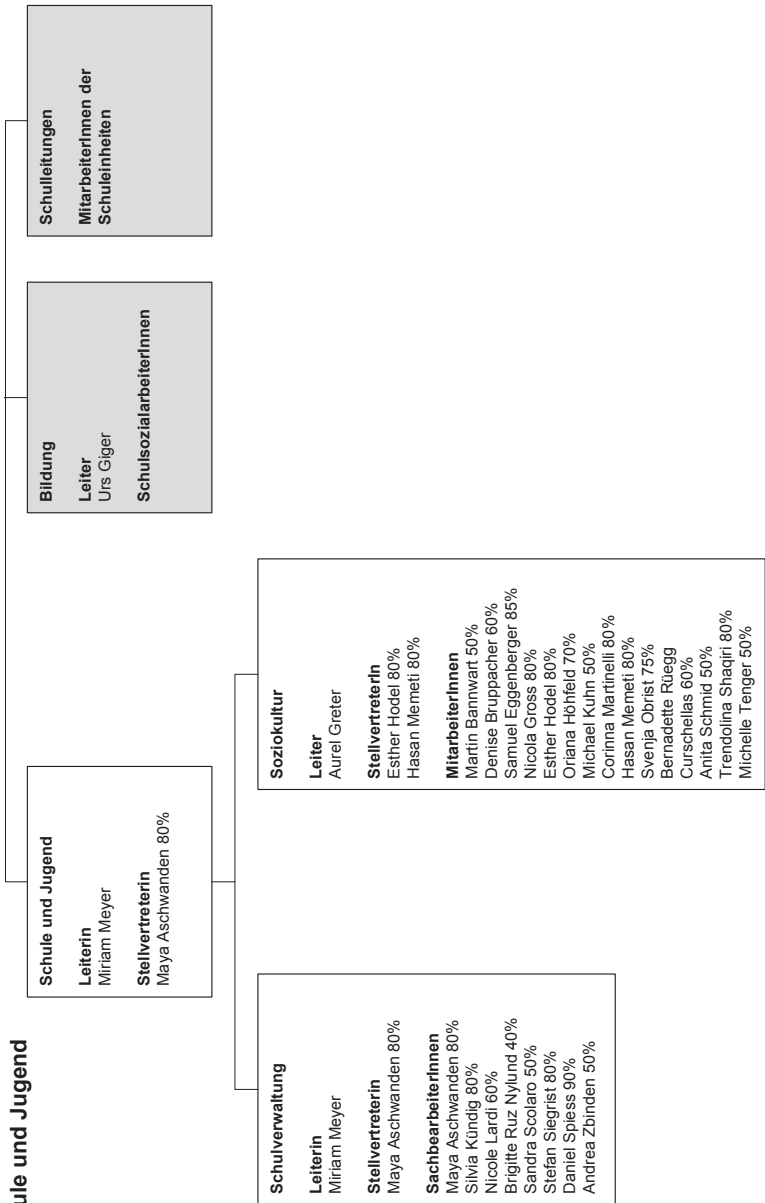 ule und Jugend
Schule und Jugend
Leiterin
Miriam Meyer
Stellvertreterin
Maya Aschwanden 80%
Bildung
Leiter
Urs Giger
SchulsozialarbeiterInnen
Schulleitungen
MitarbeiterInnen der
Schuleinheiten
Schulverwaltung
Leiterin
Miriam Meyer
Stellvertreterin
Maya Aschwanden 80%
SachbearbeiterInnen
Maya Aschwanden 80%
Silvia Kündig 80%
Nicole Lardi 60%
Brigitte Ruz Nylund 40%
Sandra Scolaro 50%
Stefan Siegrist 80%
Daniel Spiess 90%
Andrea Zbinden 50%
Soziokultur
Leiter
Aurel Greter
StellvertreterIn
Esther Hodel 80%
Hasan Memeti 80%
MitarbeiterInnen
Martin Bannwart 50%
Denise Bruppacher 60%
Samuel Eggenberger 85%
Nicola Gross 80%
Esther Hodel 80%
Oriana Höhfeld 70%
Michael Kuhn 50%
Corinna Martinelli 80%
Hasan Memeti 80%
Svenja Obrist 75%
Bernadette Rüegg
Curschellas 60%
Anita Schmid 50%
Trendolina Shaqiri 80%
Michelle Tenger 50%